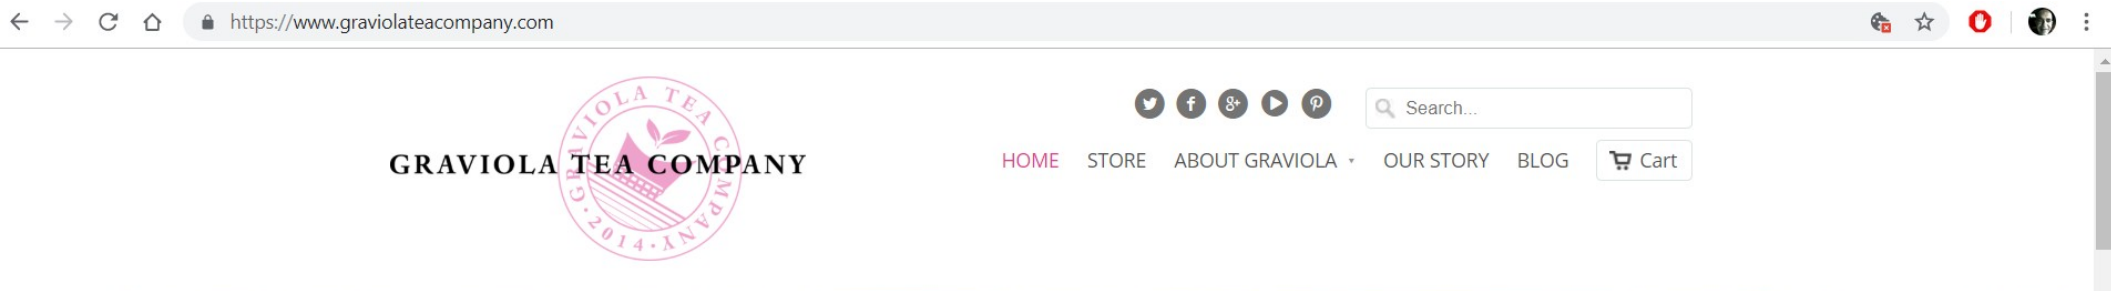 https://www.graviolateacompany.com
GRAVIOLA TEA COMPANY
GRAVIOLA TEA COMPANY
· 2014 ·
Search...
HOME STORE ABOUT GRAVIOLA OUR STORY BLOG Cart